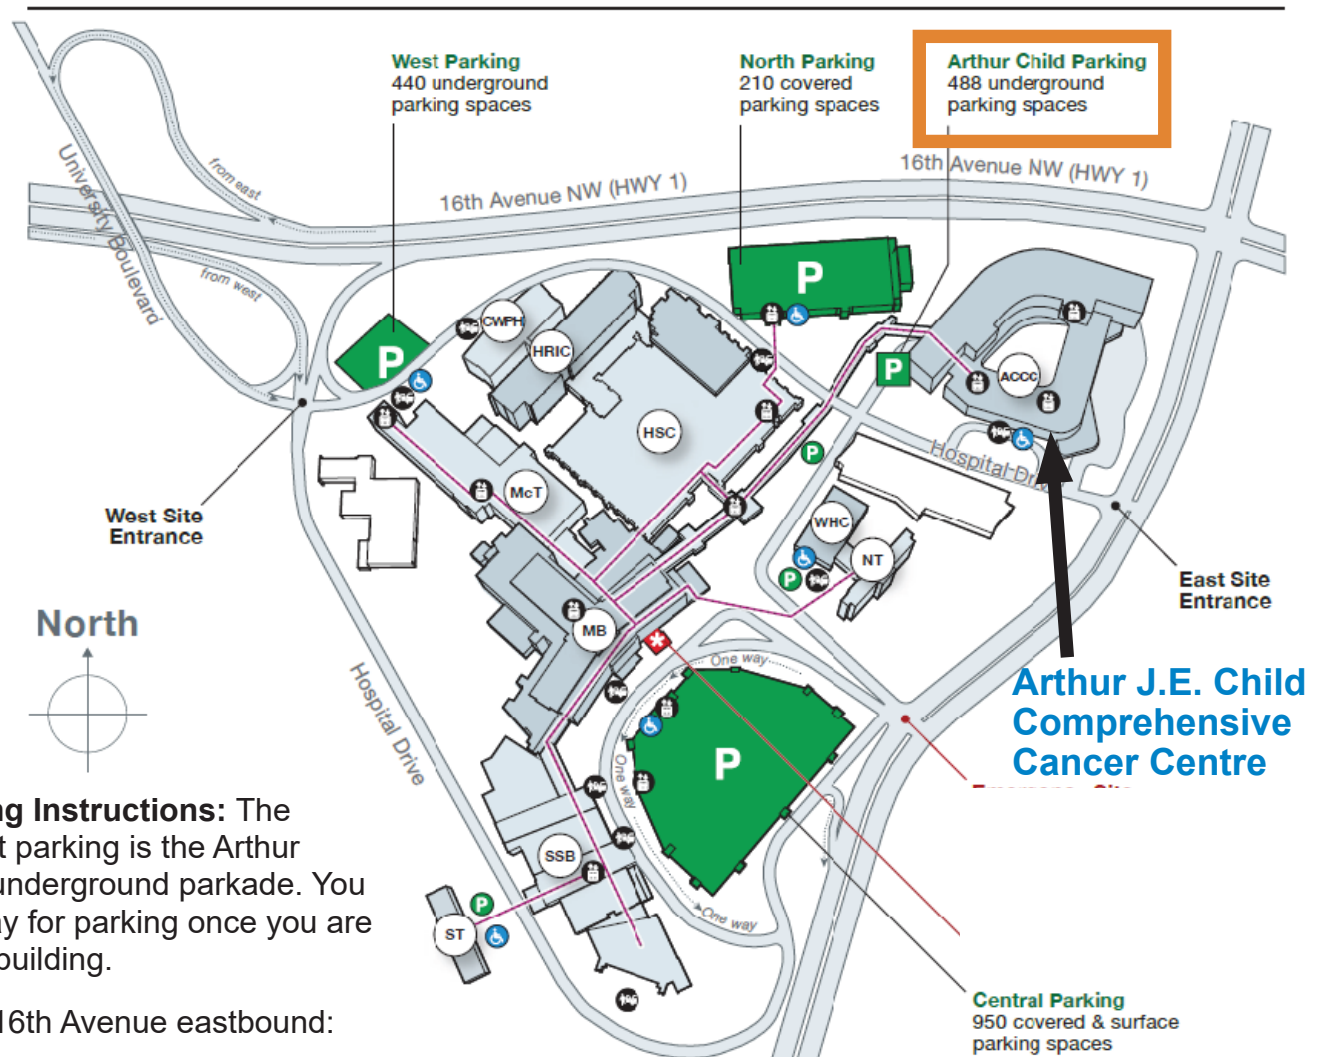 West Parking
440 underground
parking spaces
North Parking
210 covered
parking spaces
Arthur Child Parking
488 underground
parking spaces
16th Avenue NW (HWY 1)
16th Avenue NW (HWY 1)
University Boulevard
from east
from west
P
P
P
CWPH
HRIC
HSC
ACCC
McT
P
Hospital Drive
WHC
NT
P
West Site
Entrance
East Site
Entrance
North
MB
Hospital Drive
One way
One way
One way
P
Arthur J.E. Child
Comprehensive
Cancer Centre
SSB
ST
P
Instructions: The
parking is the Arthur
underground parkade. You
for parking once you are
building.
16th Avenue eastbound:
Central Parking
950 covered & surface
parking spaces